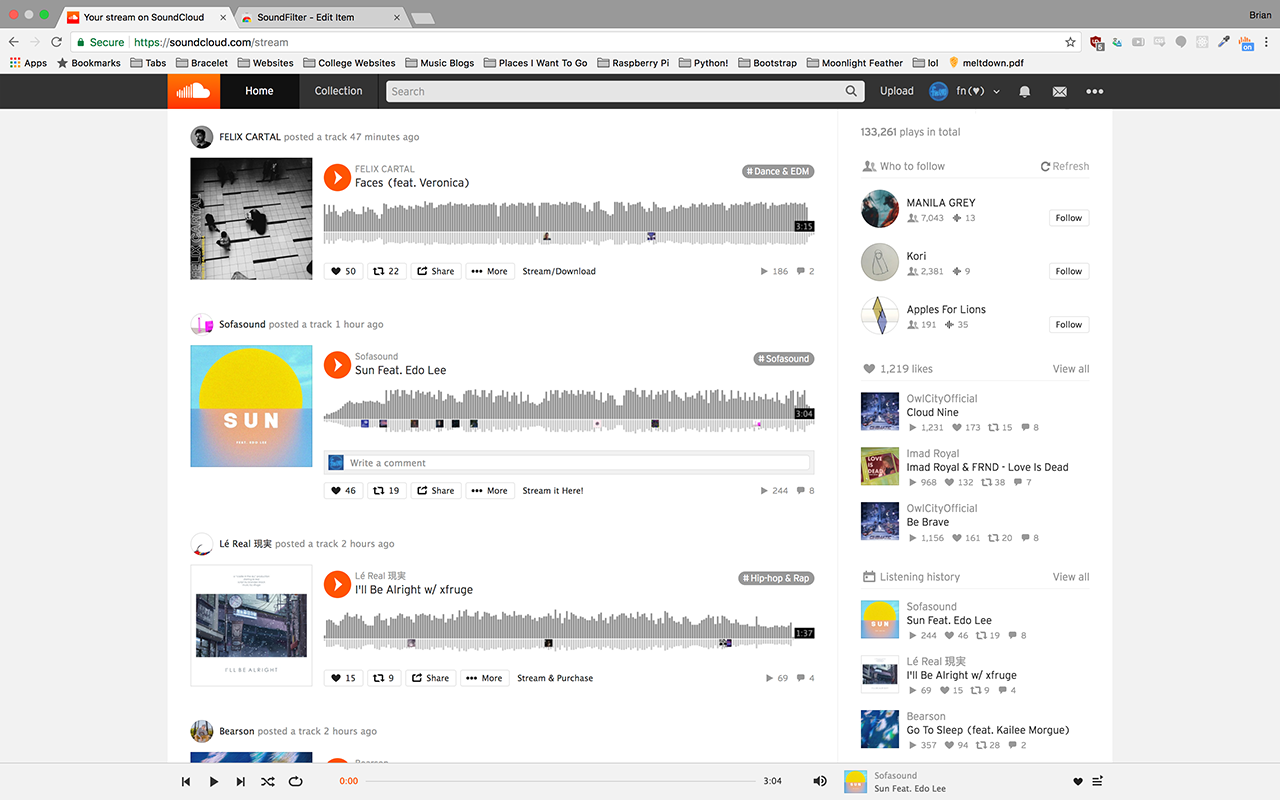 Your stream on SoundCloud
SoundFilter - Edit Item
Brian
Secure
https://soundcloud.com/stream
5
on
Apps
Bookmarks
Tabs
Bracelet
Websites
College Websites
Music Blogs
Places I Want To Go
Raspberry Pi
Python!
Bootstrap
Moonlight Feather
lol
meltdown.pdf
Home
Collection
Search
Upload
fn(♥)
FELIX CARTAL posted a track 47 minutes ago
FELIX CARTAL
FELIX CARTAL
Faces (feat. Veronica)
# Dance & EDM
3:15
50
22
Share
More
Stream/Download
186
2
Sofasound posted a track 1 hour ago
SUN
FEAT. EDO LEE
Sofasound
Sun Feat. Edo Lee
# Sofasound
3:04
Write a comment
46
19
Share
More
Stream it Here!
244
8
Lé Real 現実 posted a track 2 hours ago
I'LL BE ALRIGHT
Lé Real 現実
I'll Be Alright w/ xfruge
# Hip-hop & Rap
1:37
15
9
Share
More
Stream & Purchase
69
4
Bearson posted a track 2 hours ago
Bearson
133,261 plays in total
Who to follow
Refresh
MANILA GREY
7,043
13
Follow
Kori
2,381
9
Follow
Apples For Lions
191
35
Follow
1,219 likes
View all
OwlCityOfficial
Cloud Nine
1,231
173
15
8
LOVE IS DEAD
Imad Royal
Imad Royal & FRND - Love Is Dead
968
132
38
7
OwlCityOfficial
Be Brave
1,156
161
20
8
Listening history
View all
SUN
Sofasound
Sun Feat. Edo Lee
244
46
19
8
Lé Real 現実
I'll Be Alright w/ xfruge
69
15
9
4
Bearson
Go To Sleep (feat. Kailee Morgue)
357
94
28
2
0:00
3:04
Sofasound
Sun Feat. Edo Lee